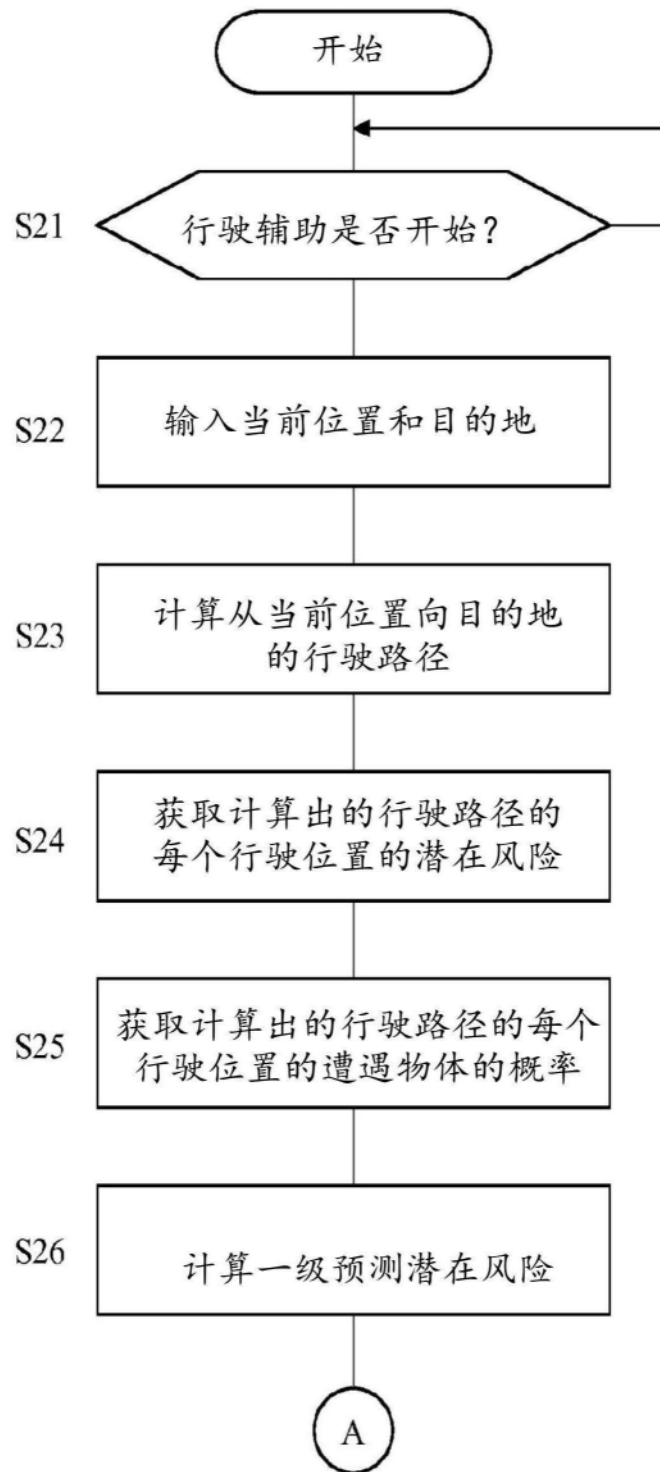 开始
S21
行驶辅助是否开始?
S22
输入当前位置和目的地
S23
计算从当前位置向目的地
的行驶路径
S24
获取计算出的行驶路径的
每个行驶位置的潜在风险
S25
获取计算出的行驶路径的每个
行驶位置的遭遇物体的概率
S26
计算一级预测潜在风险
A